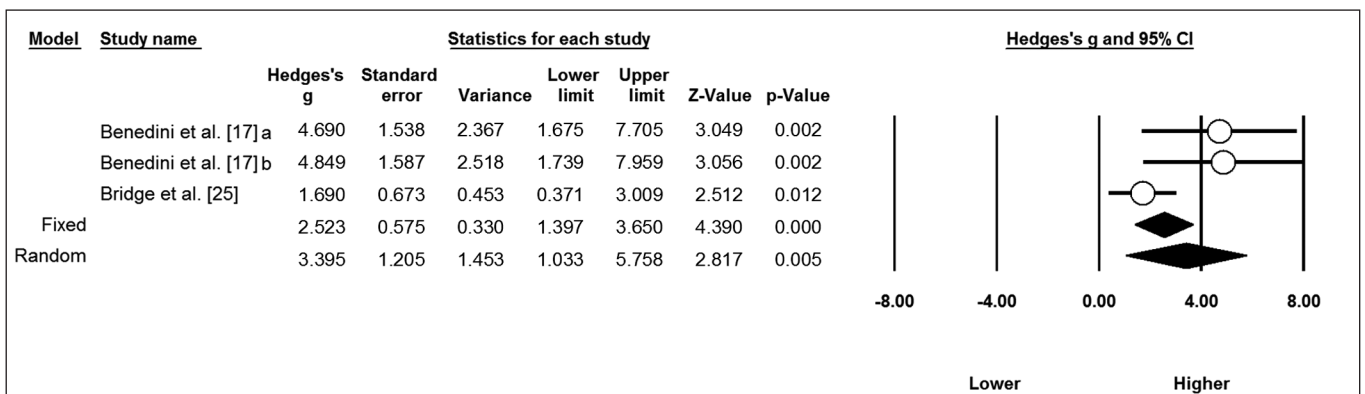 Model Study name Statistics for each study Hedges's g and 95% CI
Hedges's g Standard error Variance Lower limit Upper limit Z-Value p-Value
Benedini et al. [17] a 4.690 1.538 2.367 1.675 7.705 3.049 0.002
Benedini et al. [17] b 4.849 1.587 2.518 1.739 7.959 3.056 0.002
Bridge et al. [25] 1.690 0.673 0.453 0.371 3.009 2.512 0.012
Fixed 2.523 0.575 0.330 1.397 3.650 4.390 0.000
Random 3.395 1.205 1.453 1.033 5.758 2.817 0.005
-8.00 -4.00 0.00 4.00 8.00
Lower Higher